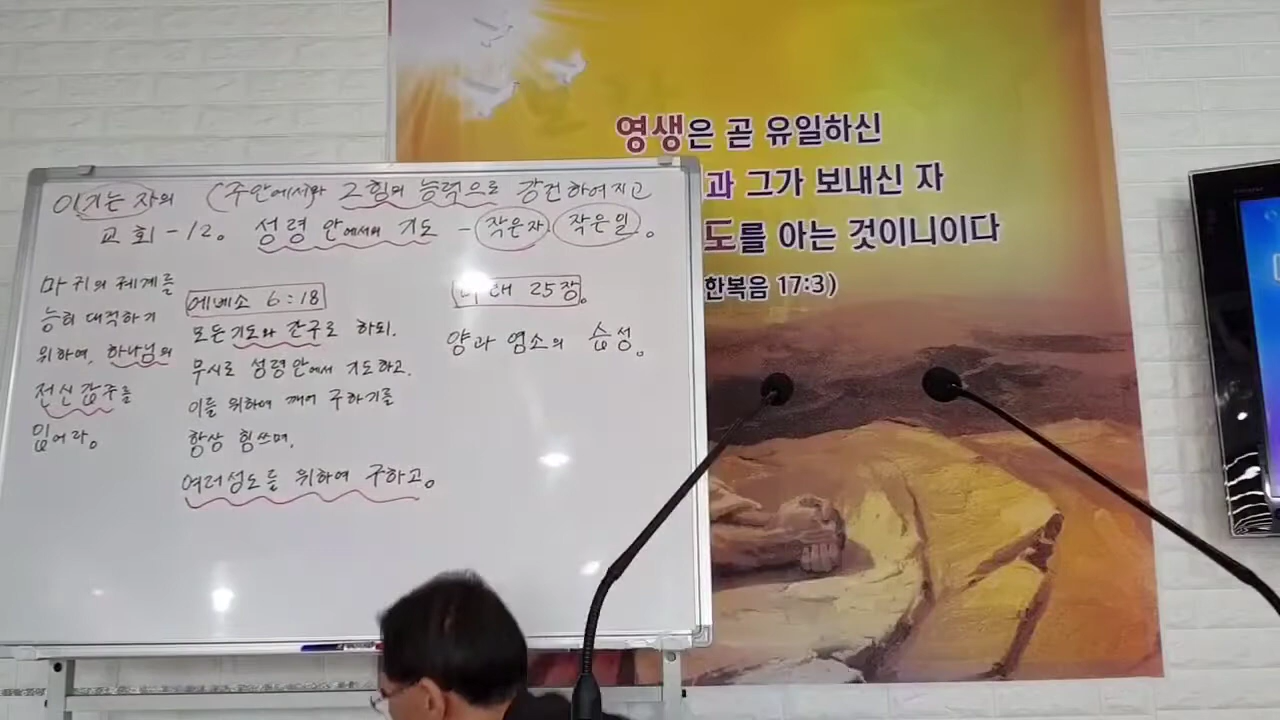 이기는 자의 (주안에서와 그힘의 능력으로 강건하여지고
교회-12. 성령 안에서의 기도 - 작은자 작은일.
마귀의 궤계를
능히 대적하기
위하여, 하나님의
전신갑주를
입어라.
에베소 6:18
모든 기도와 간구로 하되.
무시로 성령안에서 기도하고.
이를 위하여 깨어 구하기를
항상 힘쓰며.
여러성도를 위하여 구하고.
25장.
양과 염소의 습성.
영생은 곧 유일하신
과 그가 보내신 자
도를 아는 것이니이다
한복음 17:3)